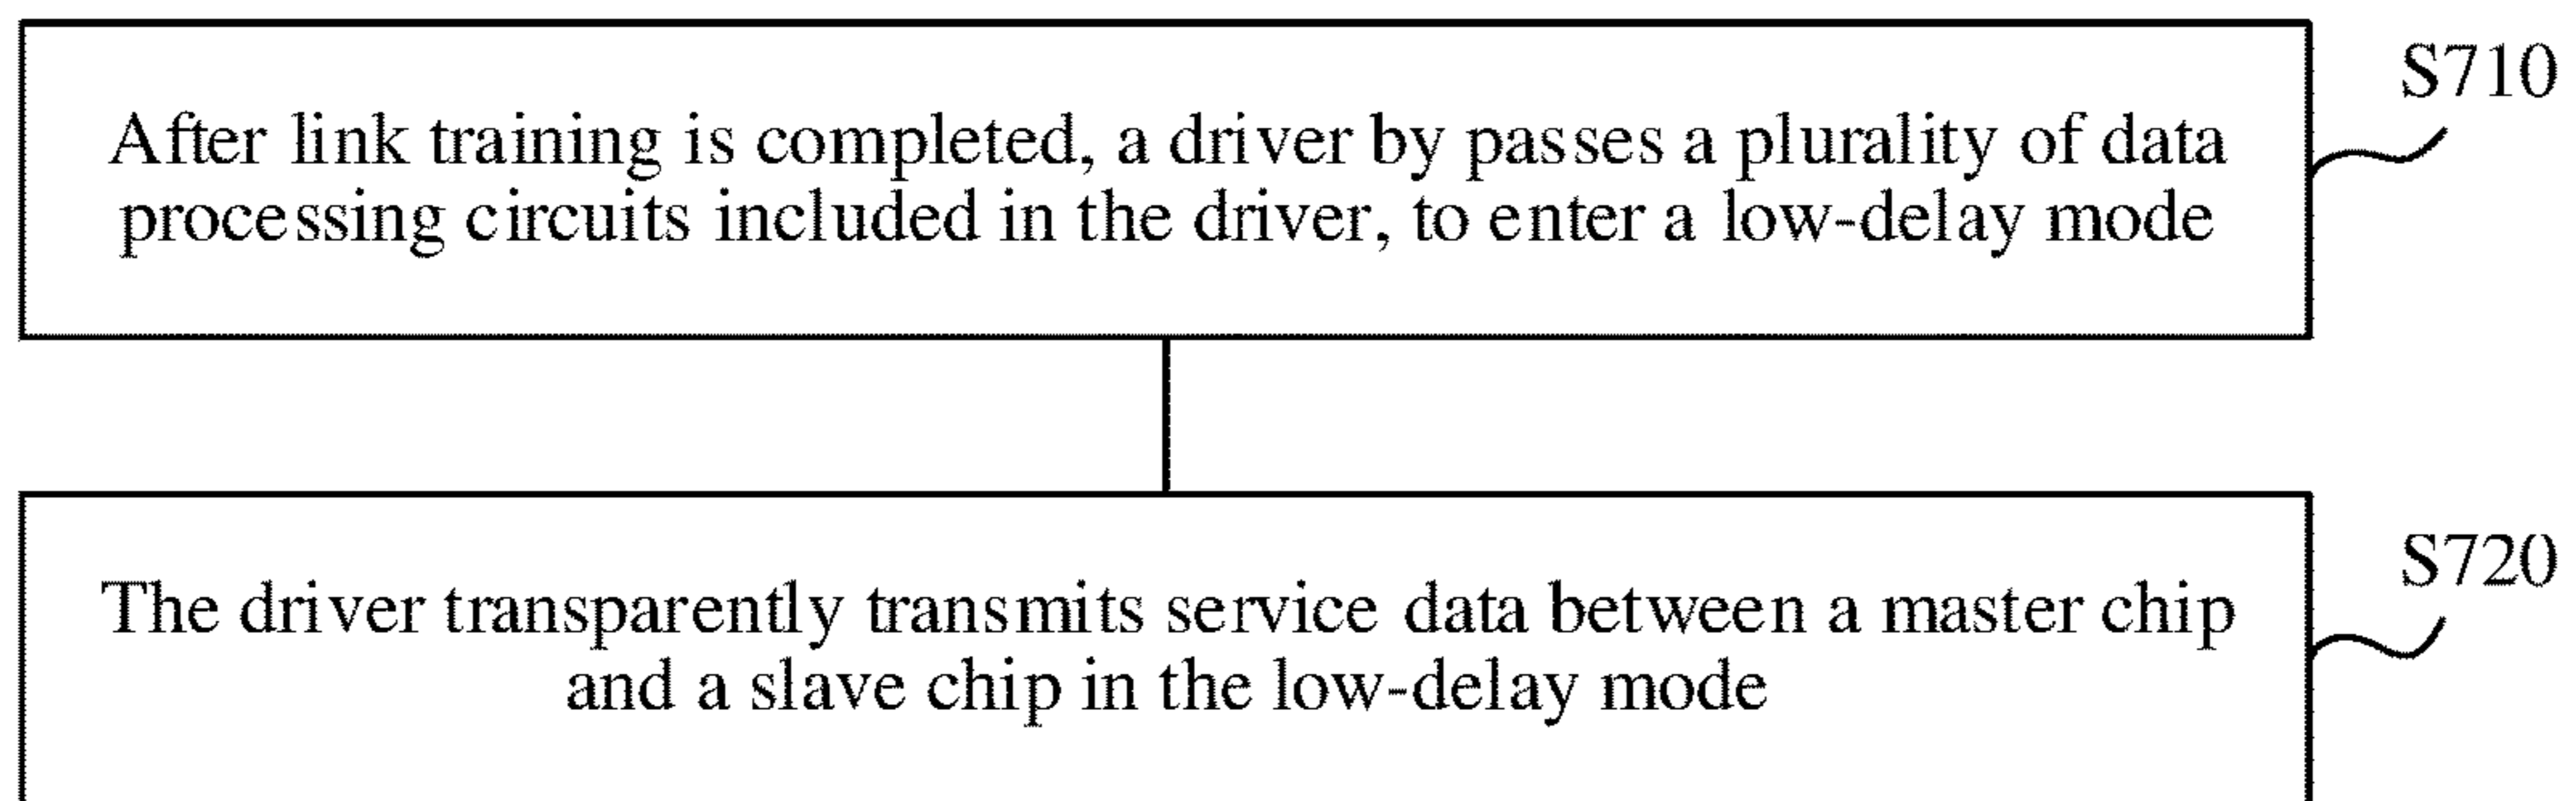 S710
After link training is completed, a driver by passes a plurality of data
processing circuits included in the driver, to enter a low-delay mode
S720
The driver transparently transmits service data between a master chip
and a slave chip in the low-delay mode